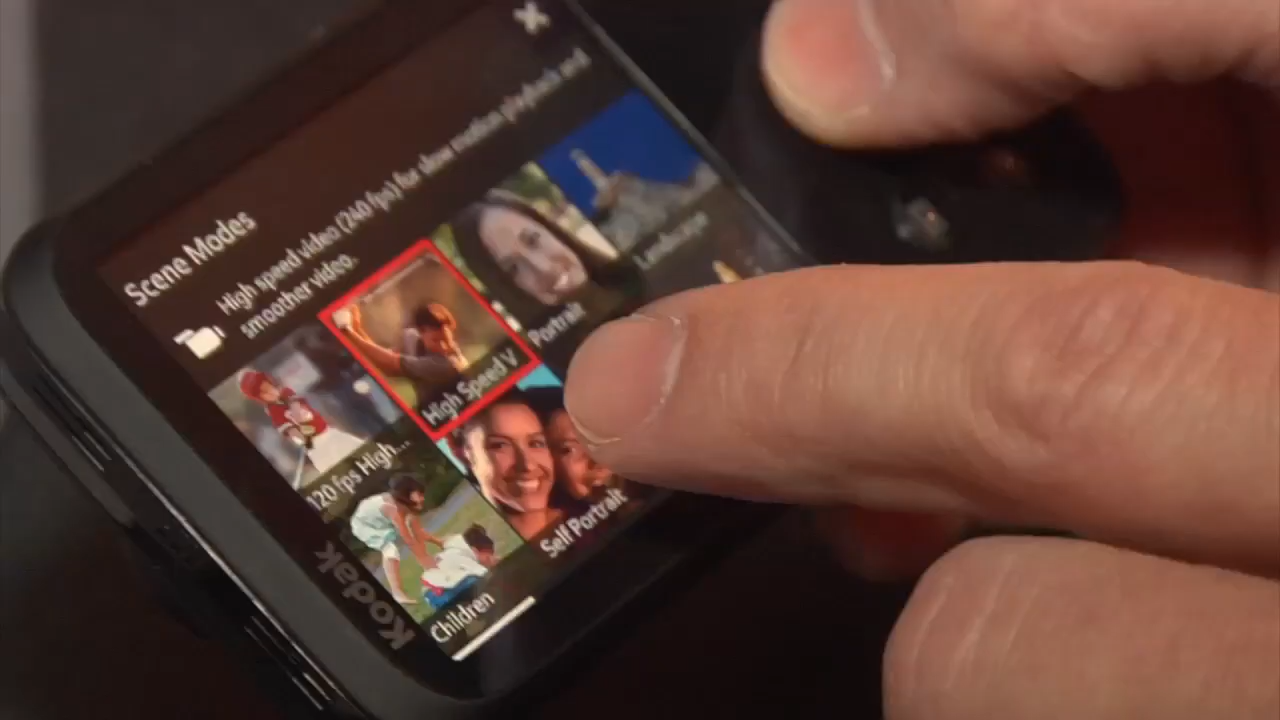 Scene Modes
High speed video (240 fps) for slow motion playback and
smoother video.
120 fps High...
High Speed V
Portrait
Landscape
Children
Self Portrait
Kodak